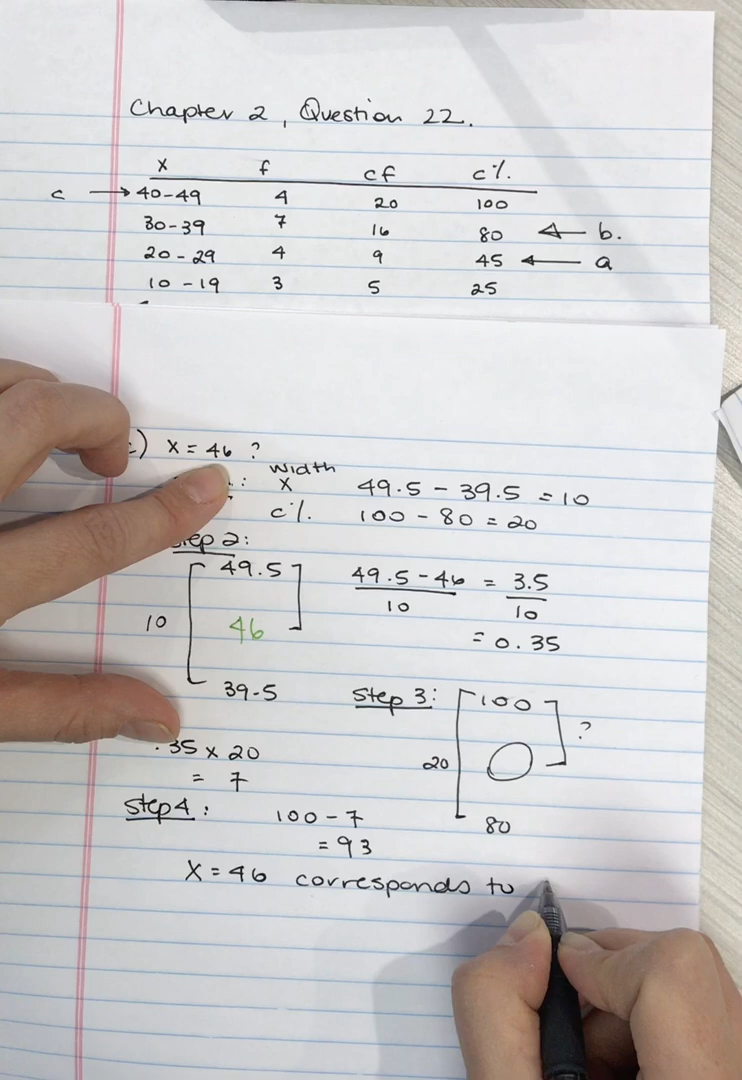 Chapter 2, Question 22.
x f cf c%.
c → 40-49 4 20 100
30-39 7 16 80 ← b.
20-29 4 9 45 ← a
10-19 3 5 25
c) X = 46 ?
width
: X 49.5 - 39.5 = 10
c%. 100 - 80 = 20
Step 2:
49.5
49.5-46 = 3.5
10 10
= 0.35
10
46
39.5
Step 3: 100
?
20
80
.35 x 20
= 7
Step 4: 100 - 7
= 93
X = 46 corresponds to